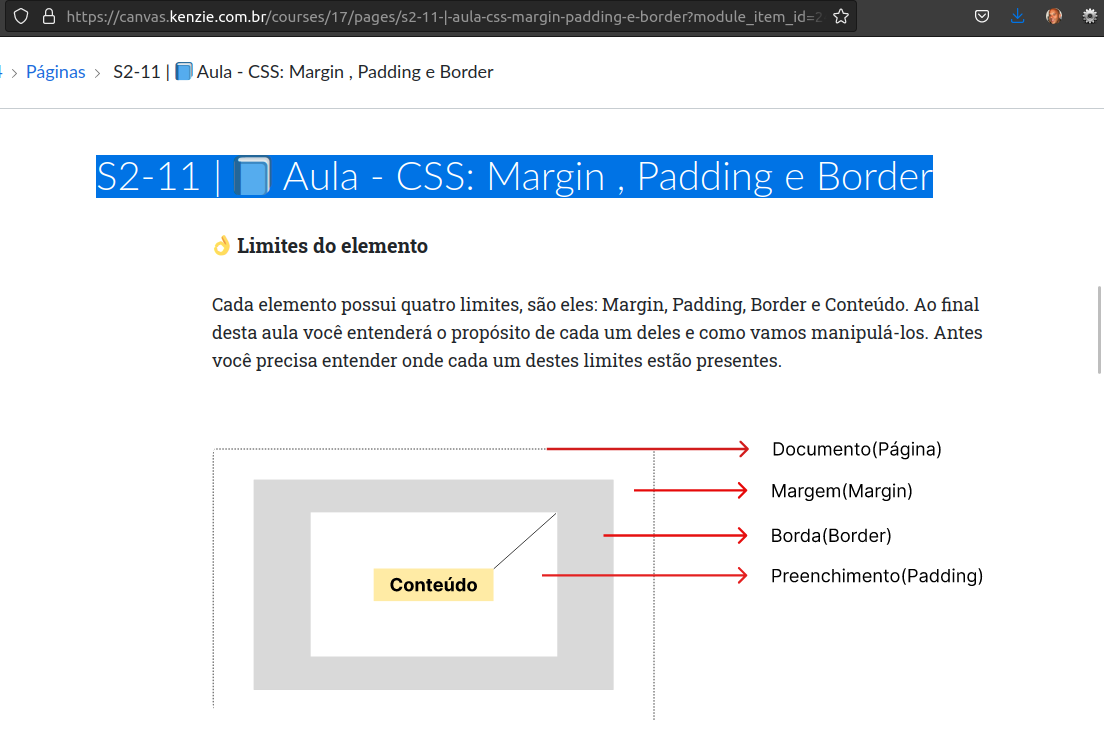 https://canvas.kenzie.com.br/courses/17/pages/s2-11-|-aula-css-margin-padding-e-border?module_item_id=2
Páginas > S2-11 | 📘 Aula - CSS: Margin , Padding e Border
S2-11 | 📘 Aula - CSS: Margin , Padding e Border
👌 Limites do elemento
Cada elemento possui quatro limites, são eles: Margin, Padding, Border e Conteúdo. Ao final
desta aula você entenderá o propósito de cada um deles e como vamos manipulá-los. Antes
você precisa entender onde cada um destes limites estão presentes.
Documento(Página)
Margem(Margin)
Borda(Border)
Preenchimento(Padding)
Conteúdo